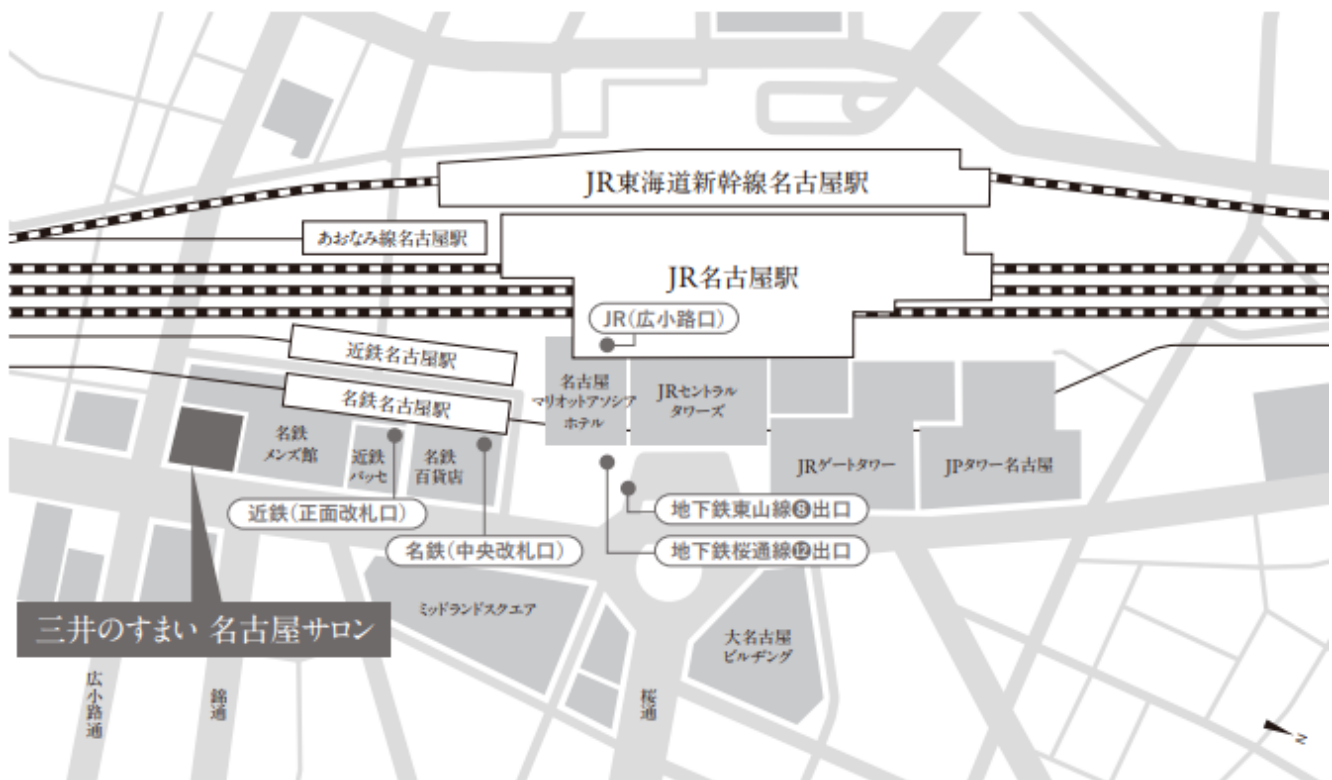 JR東海道新幹線名古屋駅
あおなみ線名古屋駅
JR名古屋駅
JR(広小路口)
近鉄名古屋駅
名鉄名古屋駅
名古屋
マリオットアソシア
ホテル
JRセントラル
タワーズ
名鉄
メンズ館
近鉄
パッセ
名鉄
百貨店
JRゲートタワー
JPタワー名古屋
近鉄(正面改札口)
名鉄(中央改札口)
地下鉄東山線❽出口
地下鉄桜通線⓬出口
ミッドランドスクエア
大名古屋
ビルヂング
三井のすまい 名古屋サロン
広小路通
錦通
桜通
N